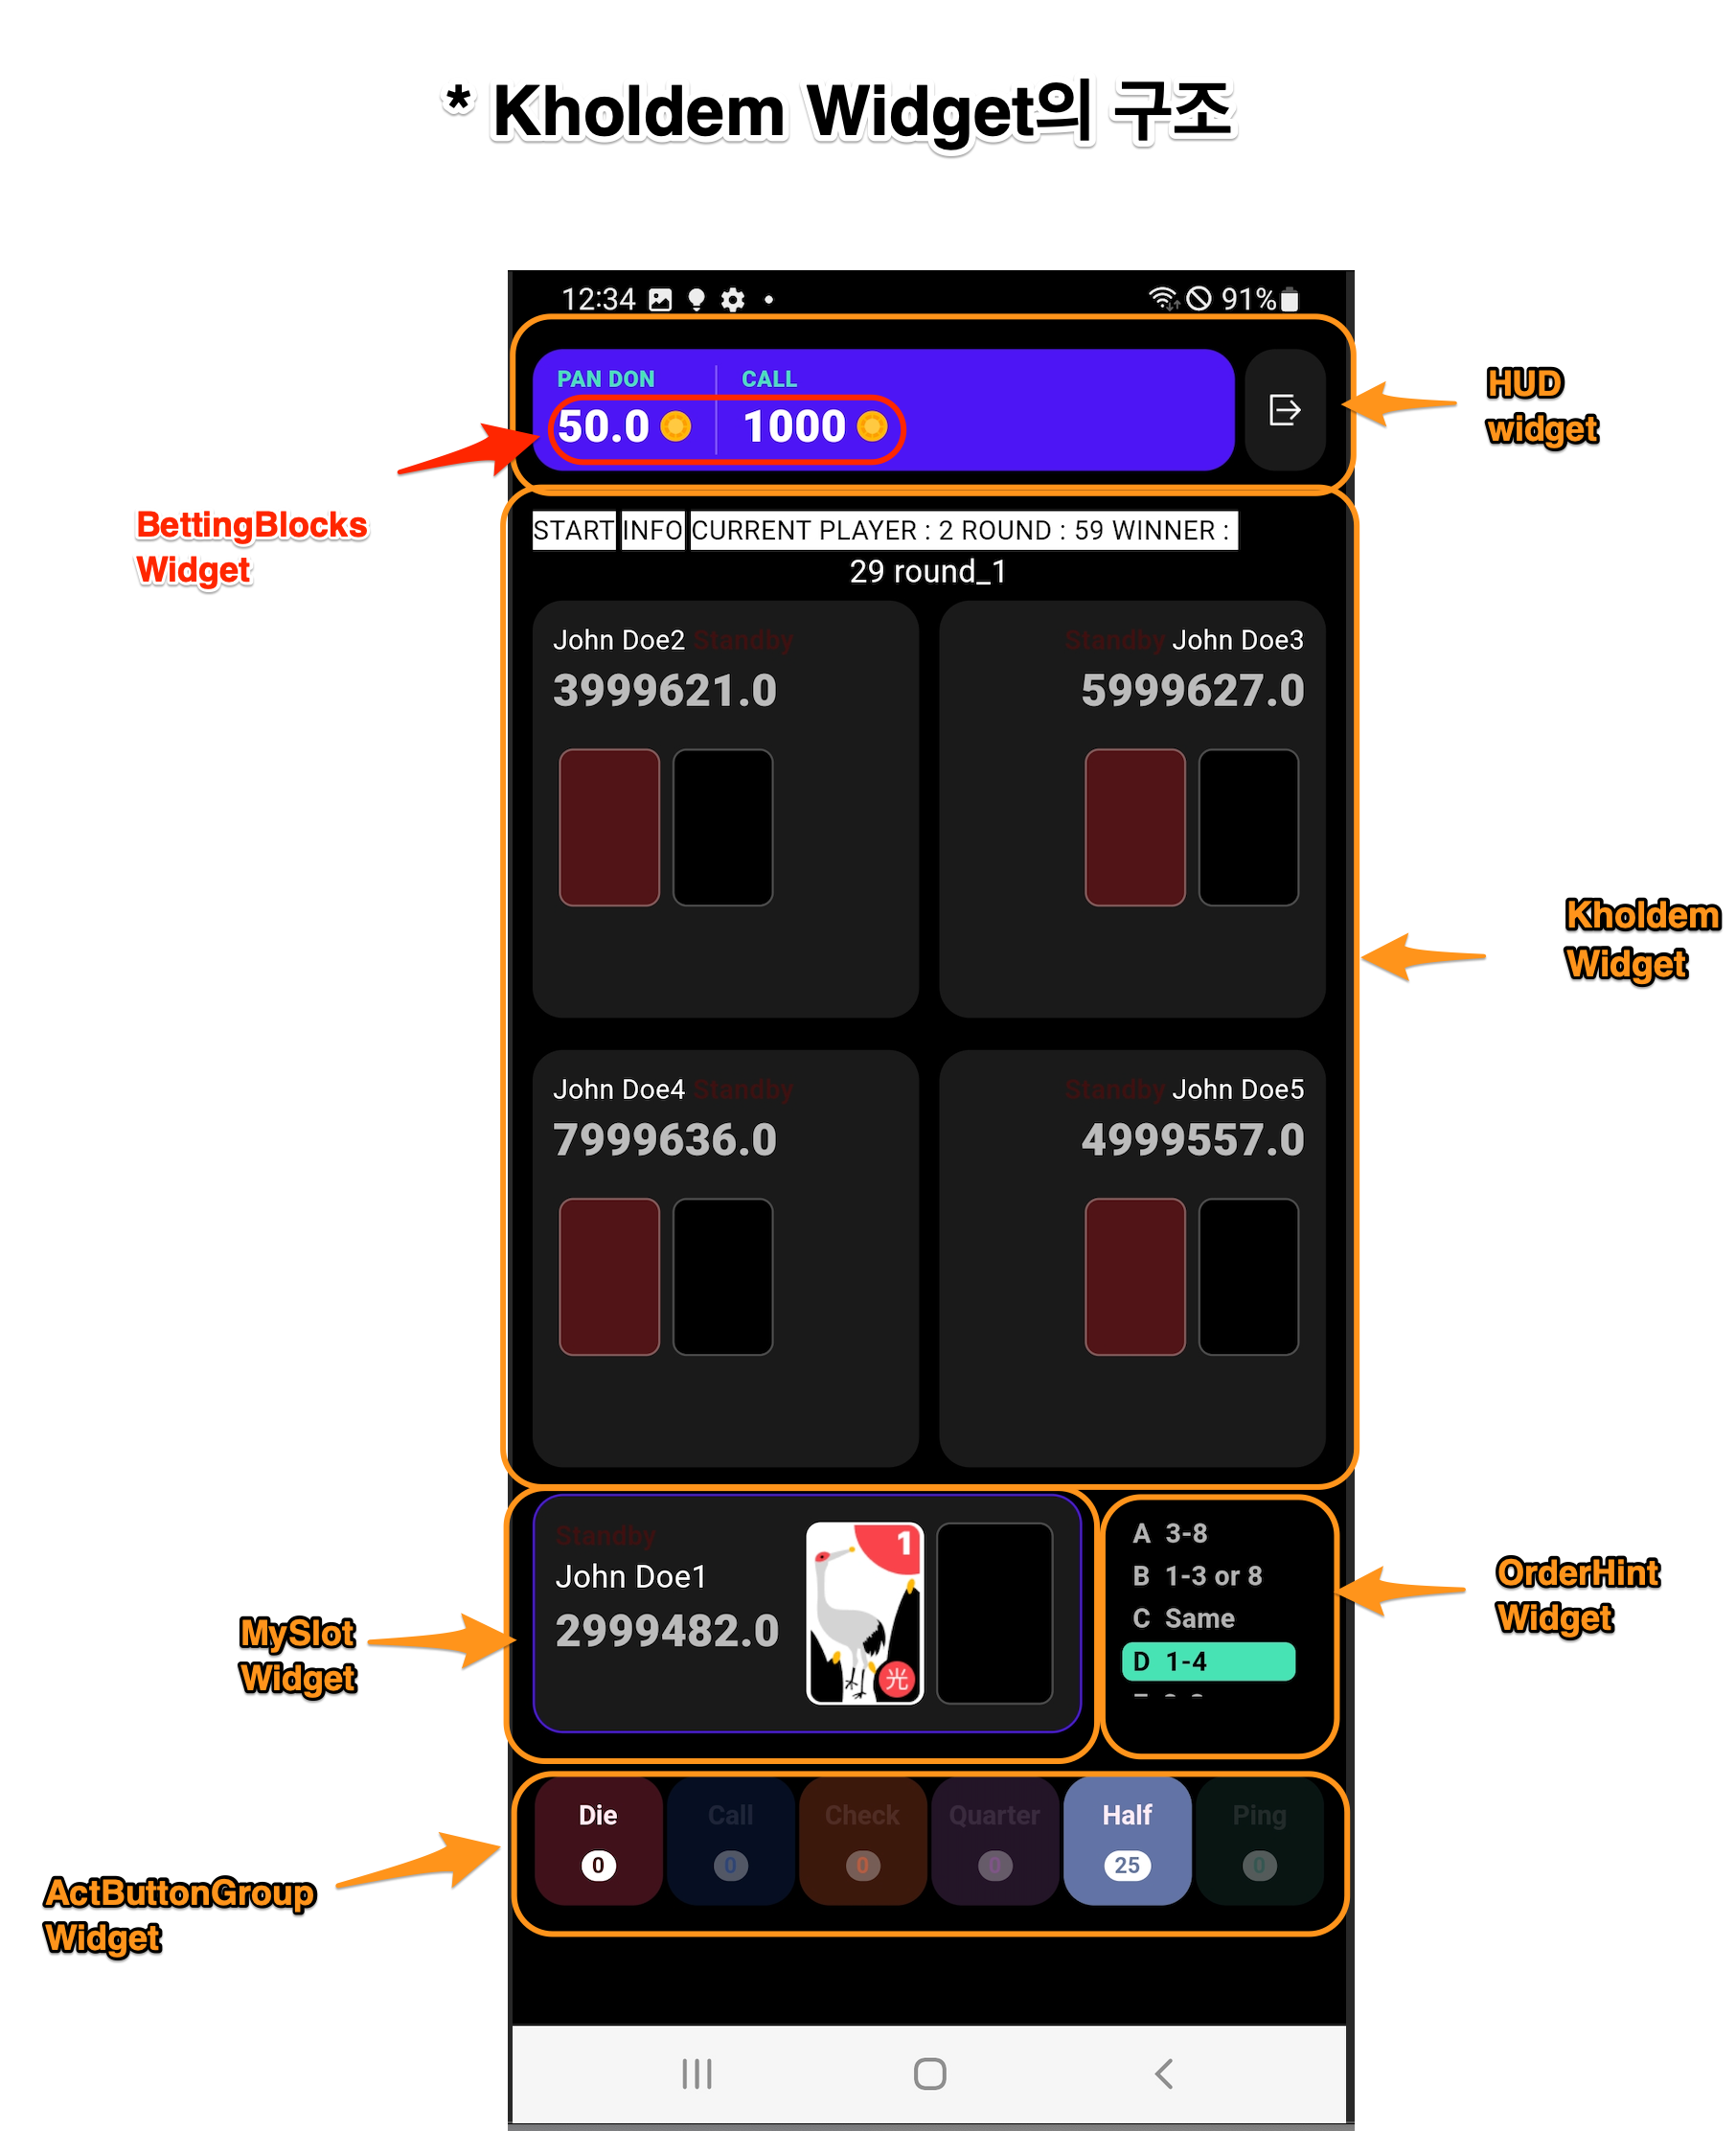 * Kholdem Widget의 구조
12:34
91%
PAN DON
CALL
50.0
1000
HUD
widget
BettingBlocks
Widget
START INFO CURRENT PLAYER : 2 ROUND : 59 WINNER :
29 round_1
John Doe2 Standby
3999621.0
Standby John Doe3
5999627.0
Kholdem
Widget
John Doe4 Standby
7999636.0
Standby John Doe5
4999557.0
Standby
John Doe1
2999482.0
1
光
MySlot
Widget
A 3-8
B 1-3 or 8
C Same
D 1-4
OrderHint
Widget
Die
0
Call
0
Check
0
Quarter
0
Half
25
Ping
0
ActButtonGroup
Widget